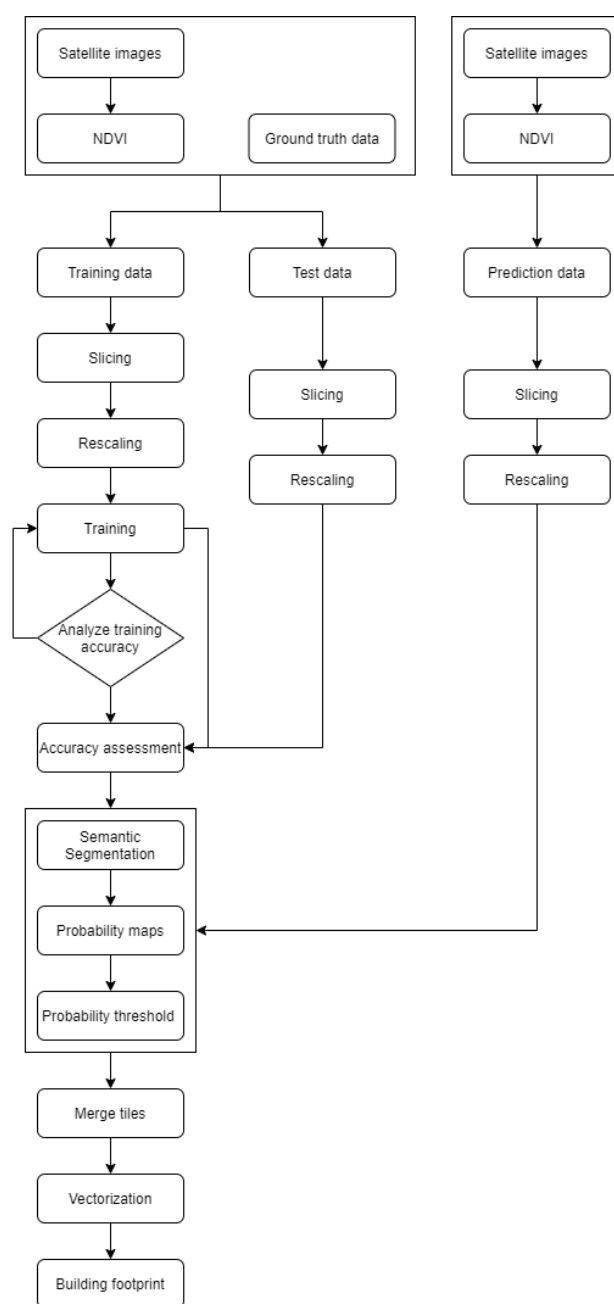 Satellite images
Satellite images
NDVI
Ground truth data
NDVI
Training data
Test data
Prediction data
Slicing
Slicing
Slicing
Rescaling
Rescaling
Rescaling
Training
Analyze training
accuracy
Accuracy assessment
Semantic
Segmentation
Probability maps
Probability threshold
Merge tiles
Vectorization
Building footprint